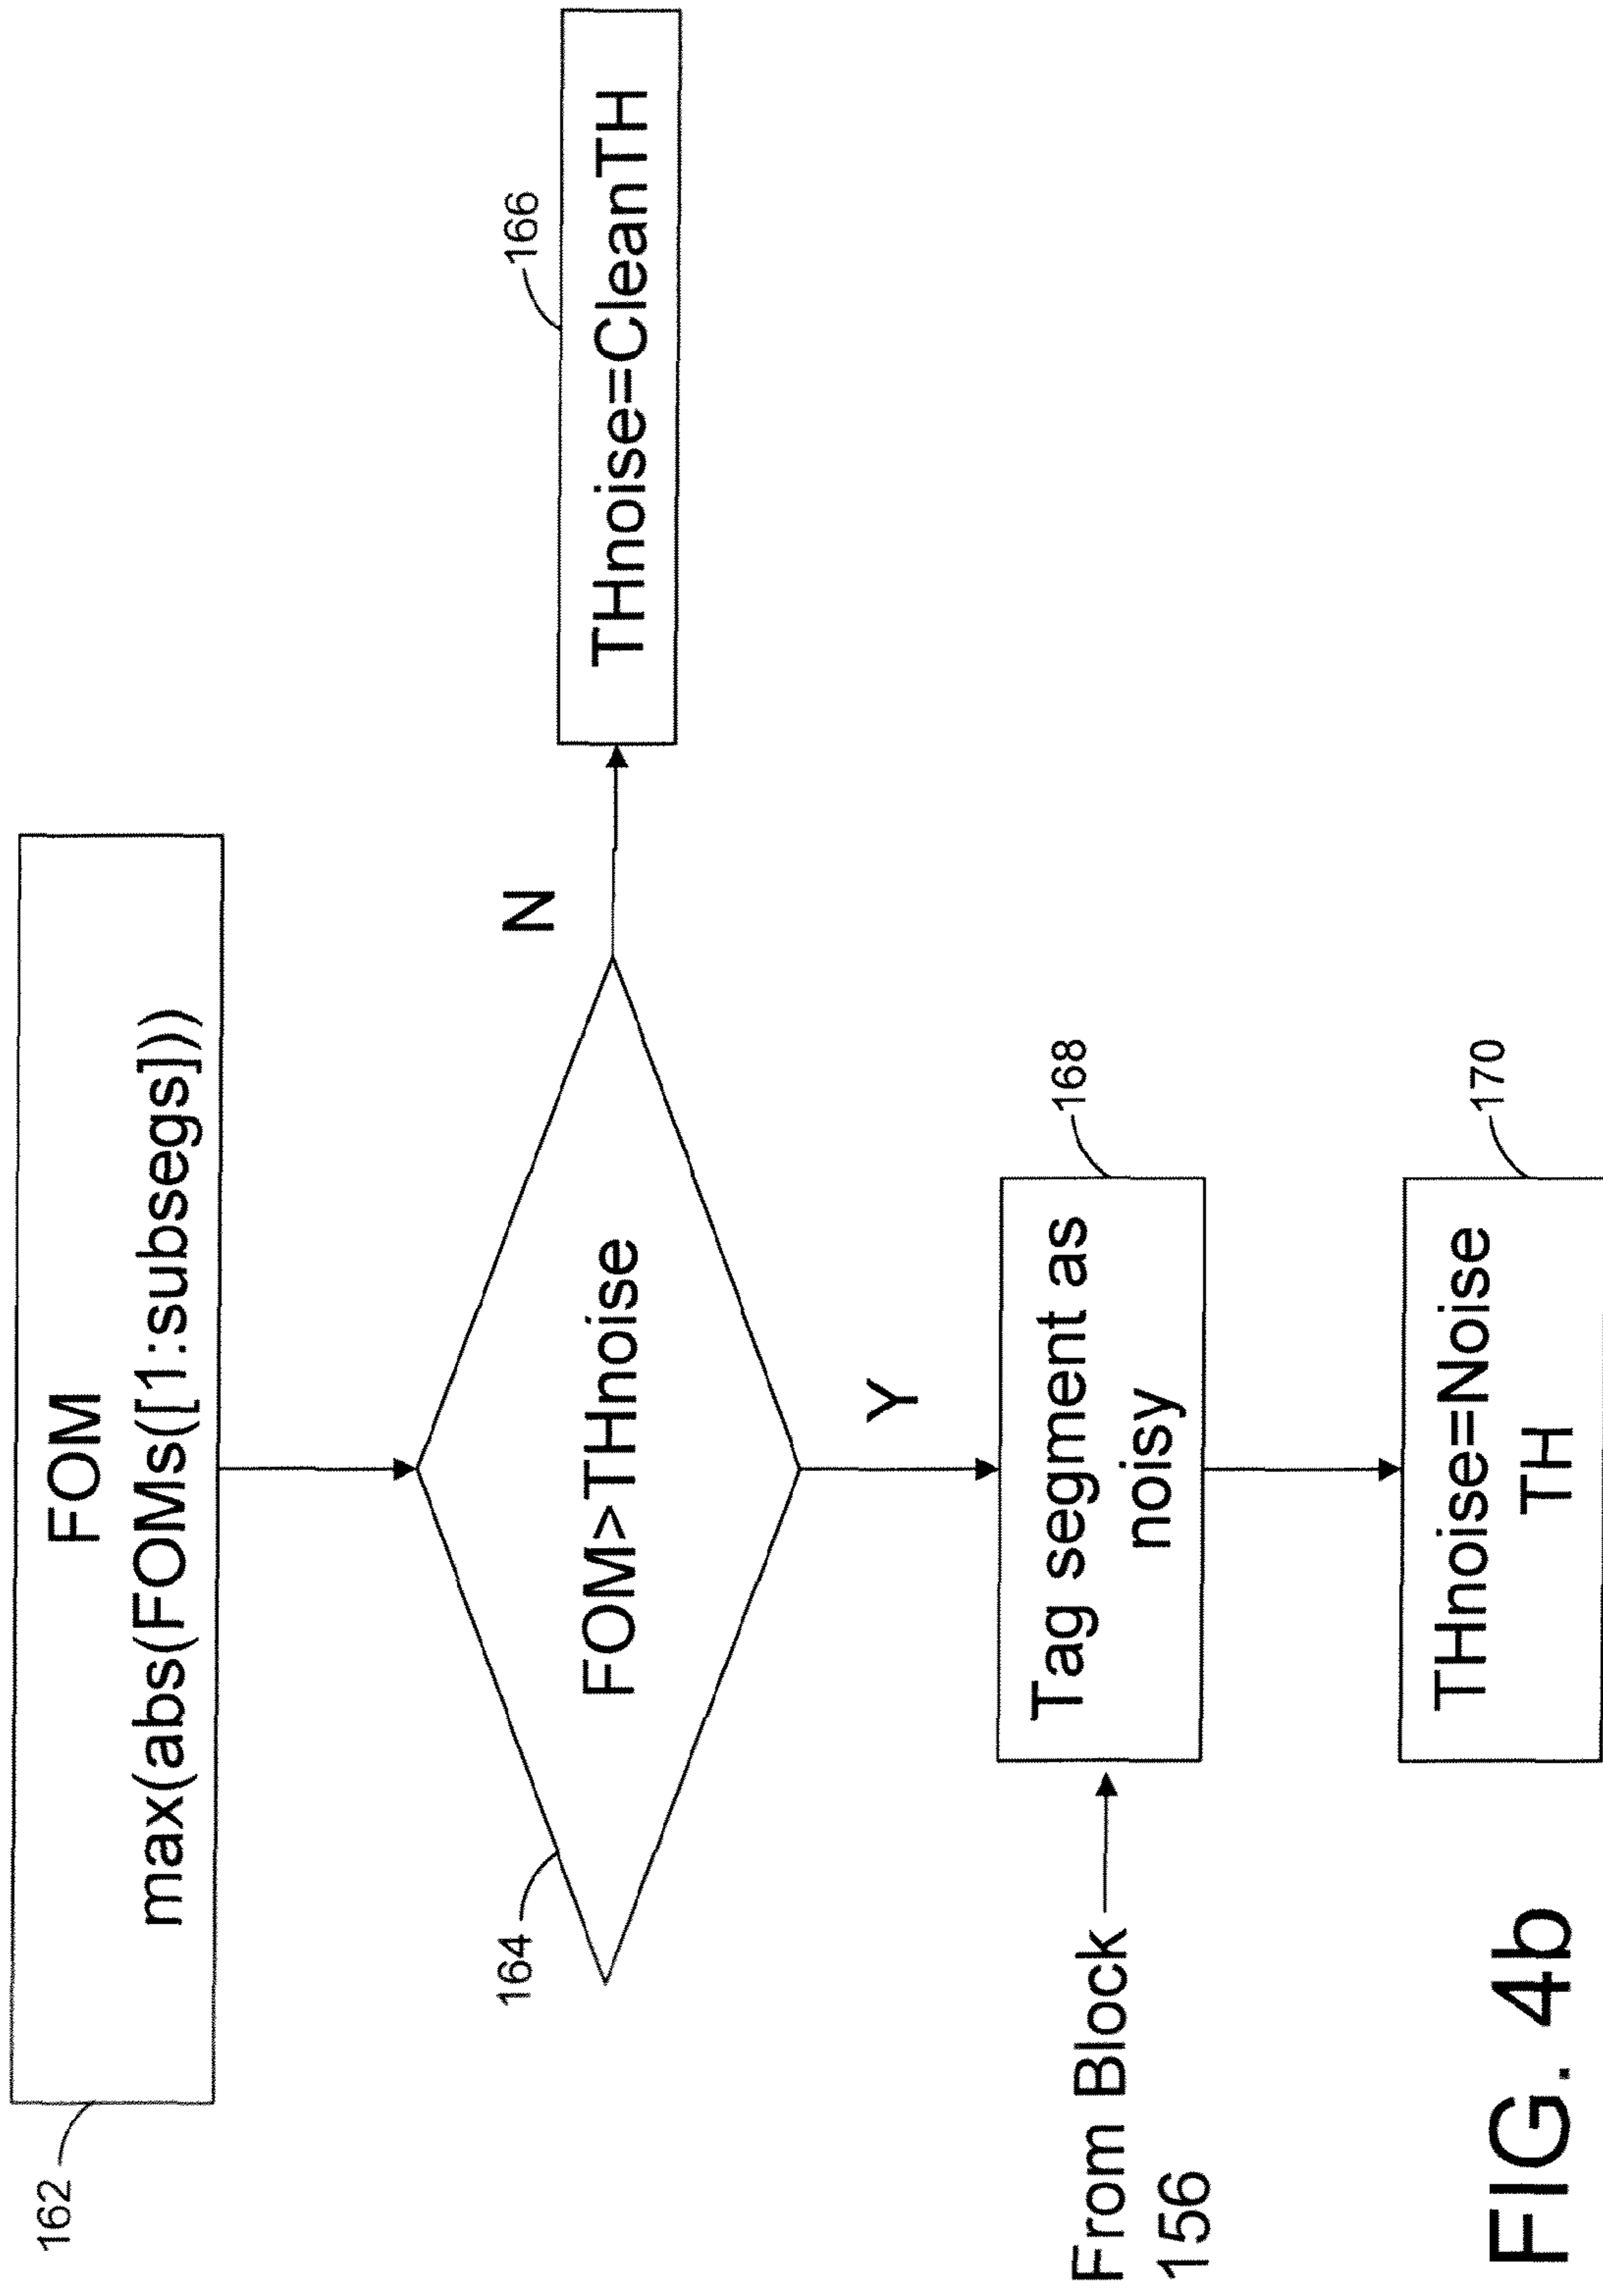 162
FOM
max(abs(FOMs([1:subsegs]))
164
FOM>THnoise
N
166
THnoise=CleanTH
Y
From Block
156
Tag segment as
noisy
168
THnoise=Noise
TH
170
FIG. 4b